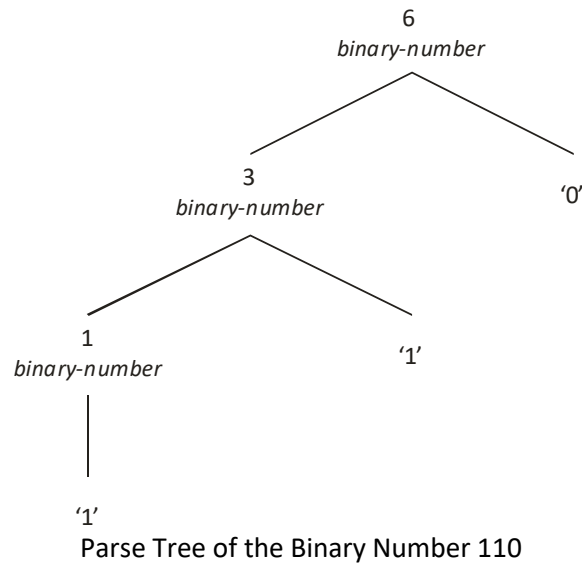 6
binary-number
3
binary-number
‘0’
1
binary-number
‘1’
‘1’
Parse Tree of the Binary Number 110